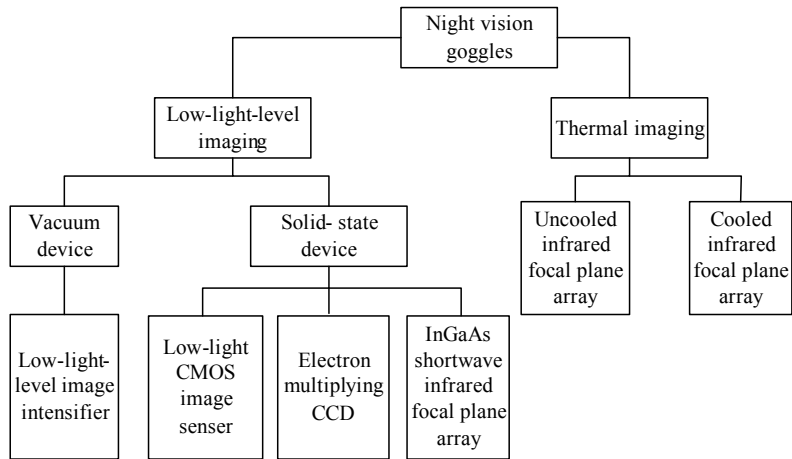 Night vision
goggles
Low-light-level
imaging
Thermal imaging
Vacuum
device
Solid- state
device
Uncooled
infrared
focal plane
array
Cooled
infrared
focal plane
array
Low-light-
level image
intensifier
Low-light
CMOS
image
senser
Electron
multiplying
CCD
InGaAs
shortwave
infrared
focal plane
array